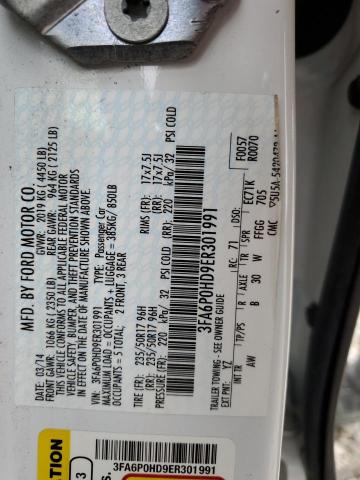 MFD. BY FORD MOTOR CO.
DATE: 03/14 GVWR: 2019 KG ( 4450 LB)
FRONT GAWR: 1066 KG ( 2350 LB) REAR GAWR: 964 KG ( 2125 LB)
THIS VEHICLE CONFORMS TO ALL APPLICABLE FEDERAL MOTOR
VEHICLE SAFETY, BUMPER, AND THEFT PREVENTION STANDARDS
IN EFFECT ON THE DATE OF MANUFACTURE SHOWN ABOVE.
VIN: 3FA6P0HD9ER301991 TYPE: Passenger Car
MAXIMUM LOAD = OCCUPANTS + LUGGAGE = 385KG/ 850LB
OCCUPANTS = 5 TOTAL: 2 FRONT, 3 REAR
TIRE (FR): 235/50R17 96H RIMS (FR): 17x7.5J
(RR): 235/50R17 96H (RR): 17x7.5J
PRESSURE (FR): 220 kPa/ 32 PSI COLD (RR): 220 kPa/ 32 PSI COLD
3FA6P0HD9ER301991
TRAILER TOWING - SEE OWNER GUIDE
F0057
R0070
EXT PNT: YZ RC: 71 DSO:
INT TR TP/PS R AXLE TR SPR EC71K
AW B 30 W FFGG 705
CMC
3FA6P0HD9ER301991